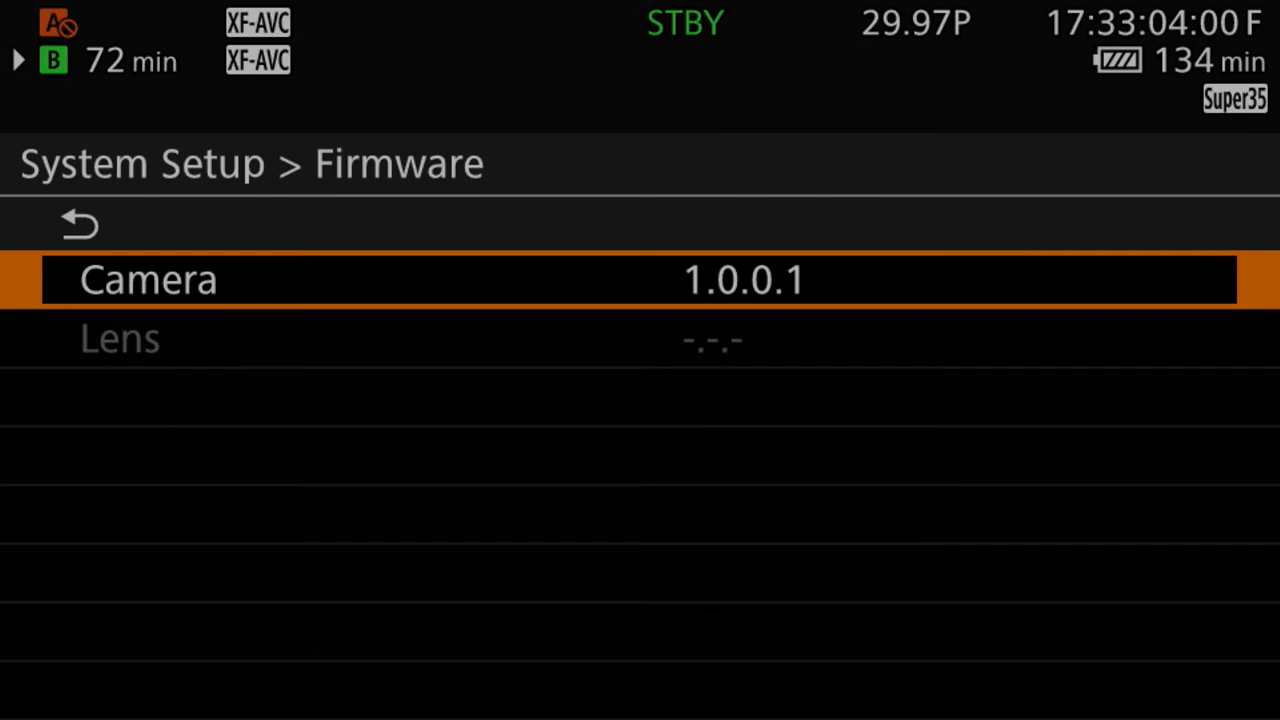 A XF-AVC STBY 29.97P 17:33:04:00 F
B 72 min XF-AVC 134 min
Super35
System Setup > Firmware
Camera 1.0.0.1
Lens -.-.-